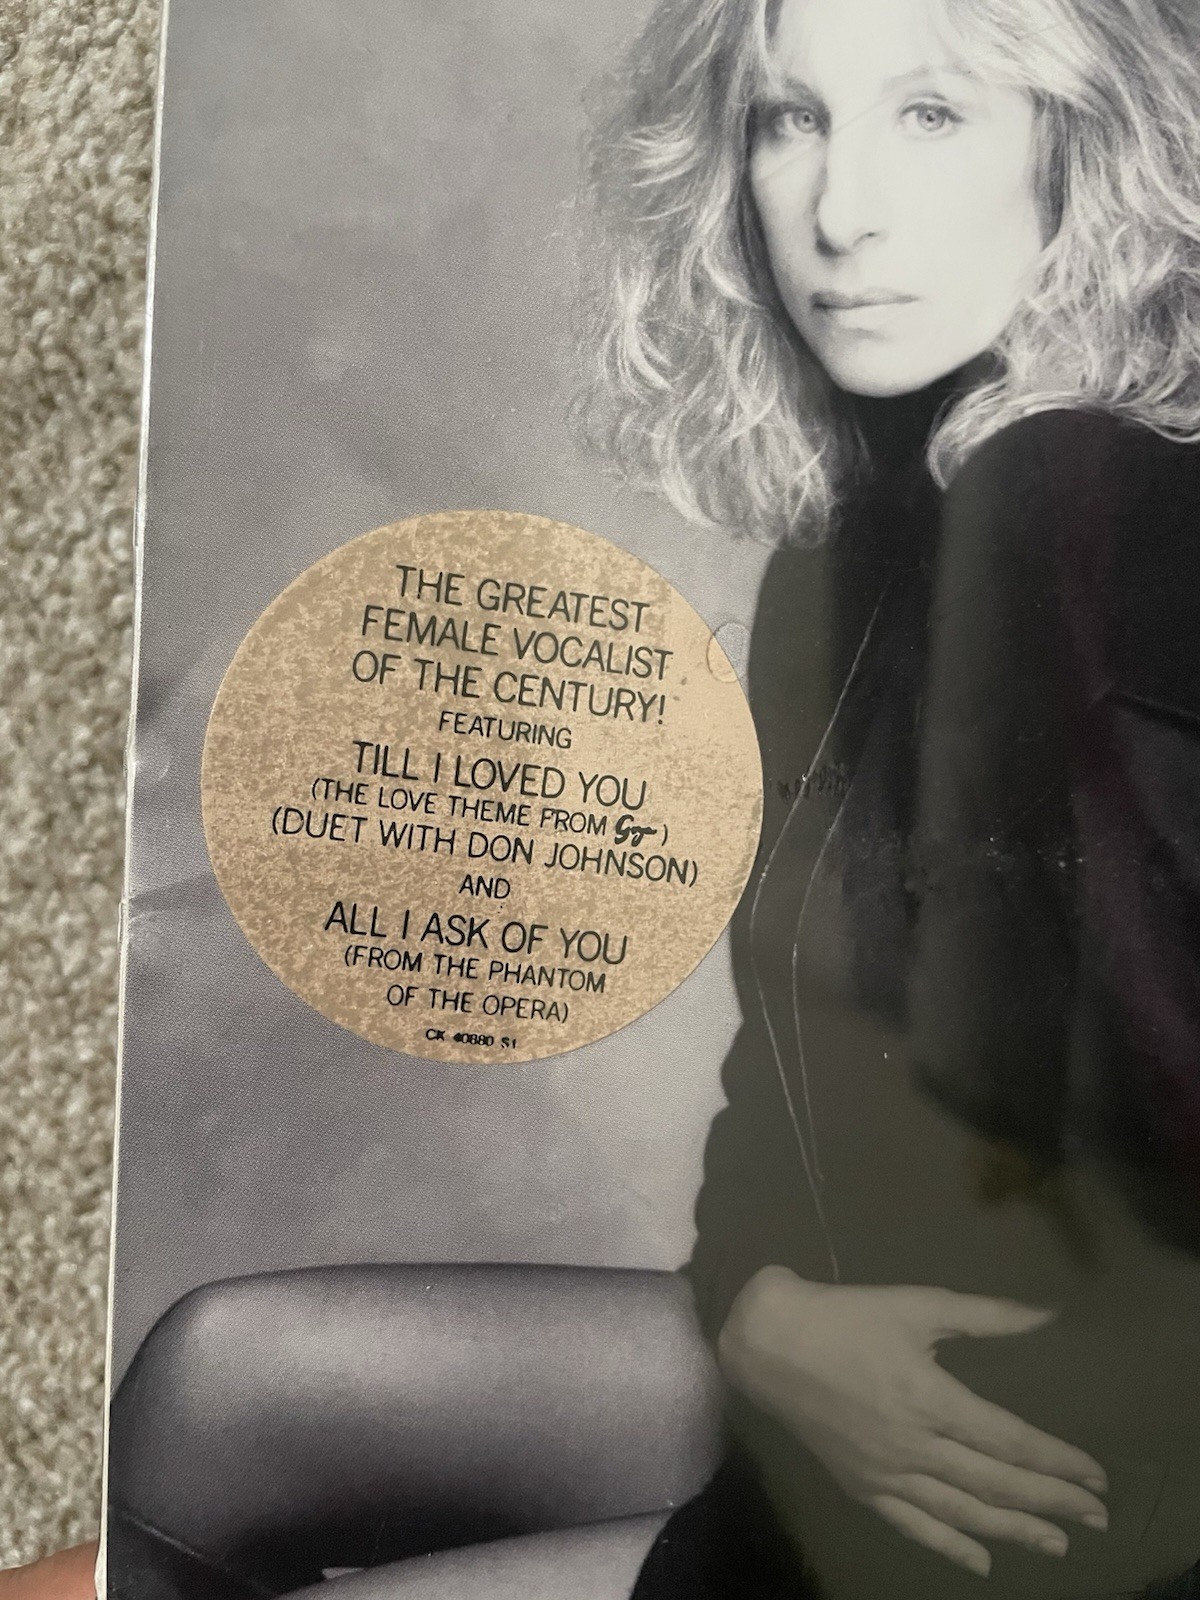 THE GREATEST
FEMALE VOCALIST
OF THE CENTURY!
FEATURING
TILL I LOVED YOU
(THE LOVE THEME FROM Goya)
(DUET WITH DON JOHNSON)
AND
ALL I ASK OF YOU
(FROM THE PHANTOM
OF THE OPERA)
CK 40880 S1